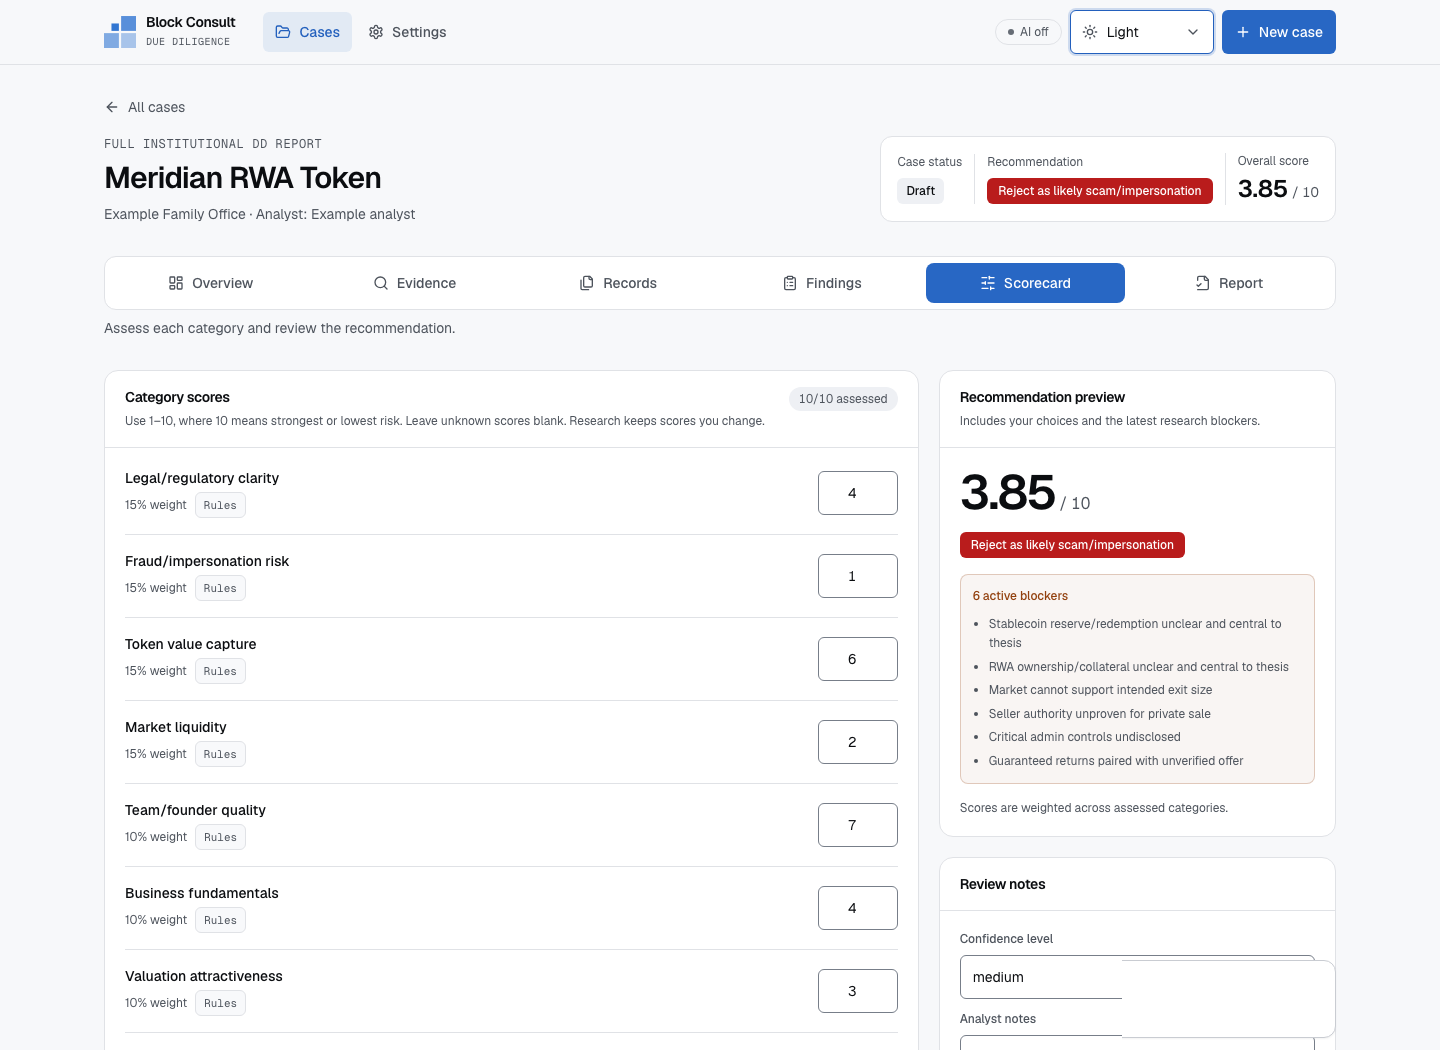 Block Consult
DUE DILIGENCE
Cases
Settings
AI off
Light
New case
All cases
FULL INSTITUTIONAL DD REPORT
Meridian RWA Token
Example Family Office · Analyst: Example analyst
Case status
Draft
Recommendation
Reject as likely scam/impersonation
Overall score
3.85 / 10
Overview
Evidence
Records
Findings
Scorecard
Report
Assess each category and review the recommendation.
Category scores
10/10 assessed
Use 1–10, where 10 means strongest or lowest risk. Leave unknown scores blank. Research keeps scores you change.
Legal/regulatory clarity
15% weight Rules
4
Fraud/impersonation risk
15% weight Rules
1
Token value capture
15% weight Rules
6
Market liquidity
15% weight Rules
2
Team/founder quality
10% weight Rules
7
Business fundamentals
10% weight Rules
4
Valuation attractiveness
10% weight Rules
3
Recommendation preview
Includes your choices and the latest research blockers.
3.85 / 10
Reject as likely scam/impersonation
6 active blockers
• Stablecoin reserve/redemption unclear and central to
thesis
• RWA ownership/collateral unclear and central to thesis
• Market cannot support intended exit size
• Seller authority unproven for private sale
• Critical admin controls undisclosed
• Guaranteed returns paired with unverified offer
Scores are weighted across assessed categories.
Review notes
Confidence level
medium
Analyst notes